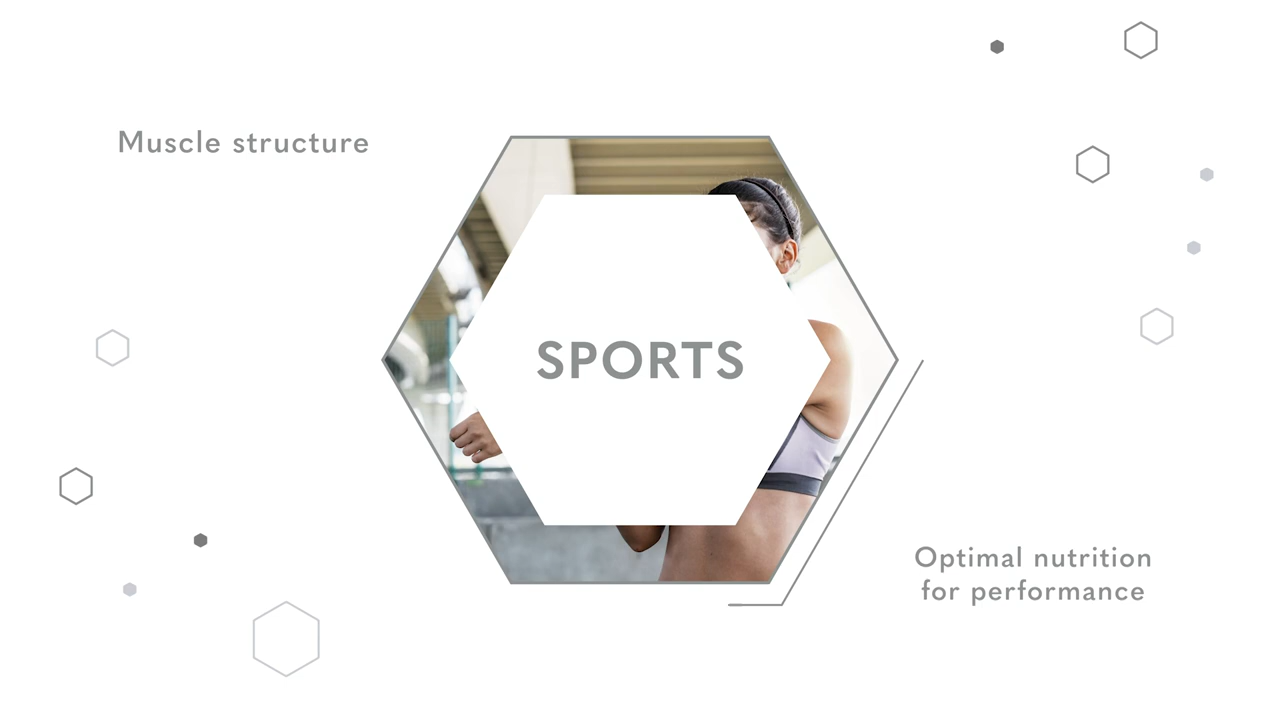 Muscle structure
SPORTS
Optimal nutrition
for performance